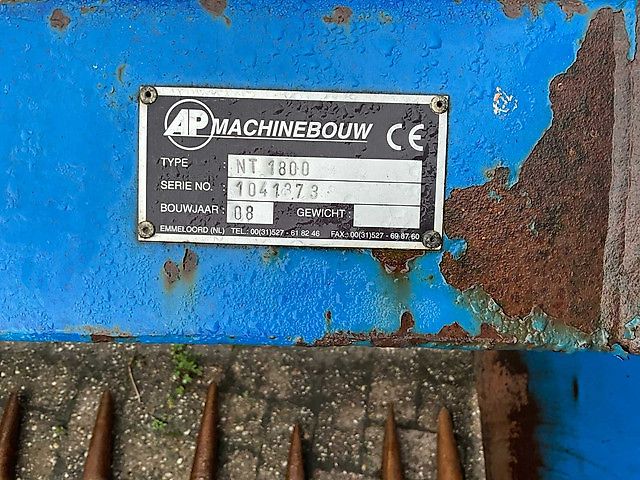 AP MACHINEBOUW CE
TYPE : NT 1800
SERIE NO. : 1041373
BOUWJAAR : 08 GEWICHT :
EMMELOORD (NL) TEL.: 00(31)527 - 61 82 46 FAX.: 00(31)527 - 69 87 60